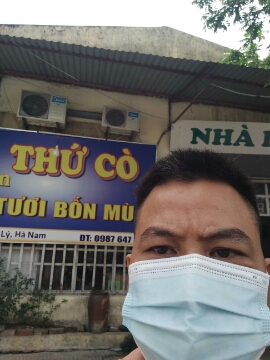 THỨ CÒ
TƯƠI BỐN MÙ
Lý, Hà Nam
ĐT: 0987 647
NHÀ